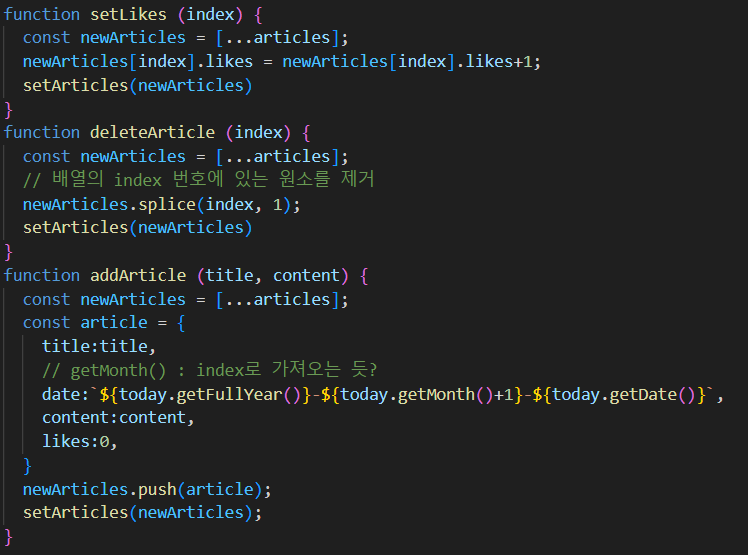 function setLikes (index) {
  const newArticles = [...articles];
  newArticles[index].likes = newArticles[index].likes+1;
  setArticles(newArticles)
}
function deleteArticle (index) {
  const newArticles = [...articles];
  // 배열의 index 번호에 있는 원소를 제거
  newArticles.splice(index, 1);
  setArticles(newArticles)
}
function addArticle (title, content) {
  const newArticles = [...articles];
  const article = {
    title:title,
    // getMonth() : index로 가져오는 듯?
    date:`${today.getFullYear()}-${today.getMonth()+1}-${today.getDate()}`,
    content:content,
    likes:0,
  }
  newArticles.push(article);
  setArticles(newArticles);
}